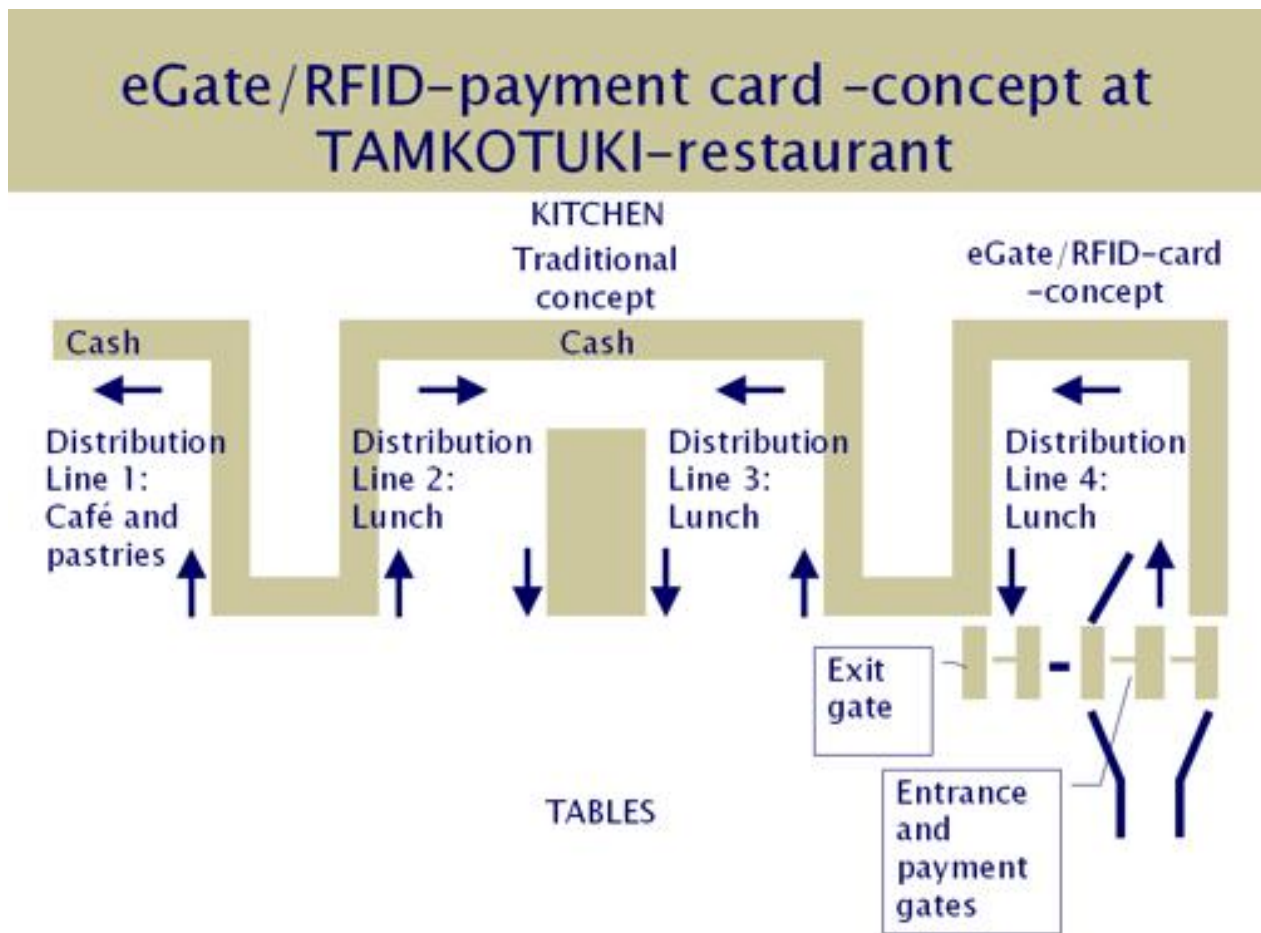 eGate/RFID-payment card -concept at
TAMKOTUKI-restaurant
KITCHEN
Traditional
concept
eGate/RFID-card
-concept
Cash
Cash
Distribution
Line 1:
Café and
pastries
Distribution
Line 2:
Lunch
Distribution
Line 3:
Lunch
Distribution
Line 4:
Lunch
Exit
gate
Entrance
and
payment
gates
TABLES